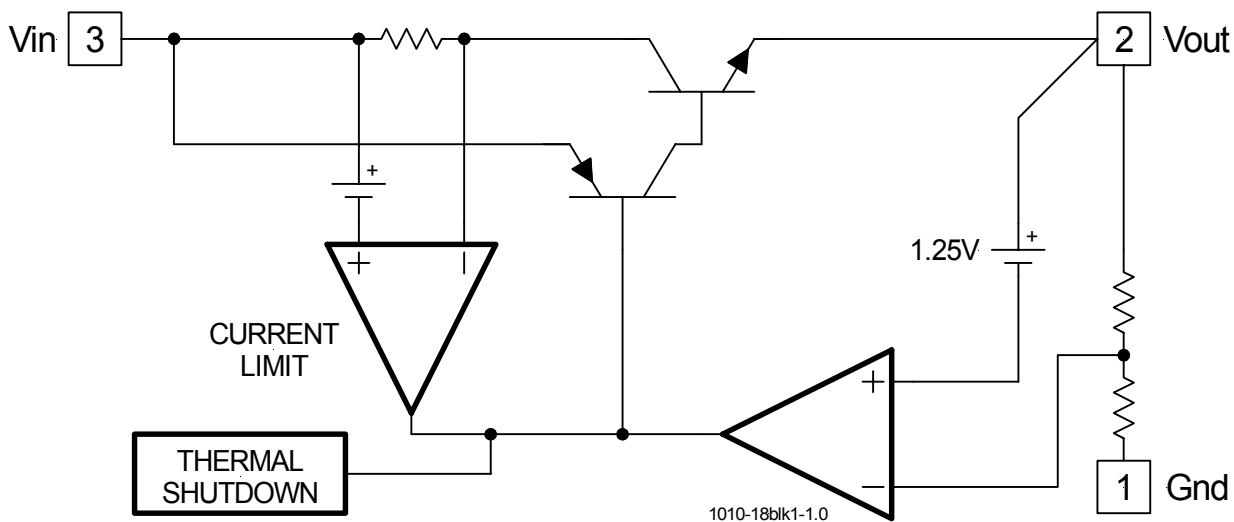 Vin 3
2 Vout
+
+ −
CURRENT
LIMIT
1.25V
+
+
−
THERMAL
SHUTDOWN
1 Gnd
1010-18blk1-1.0